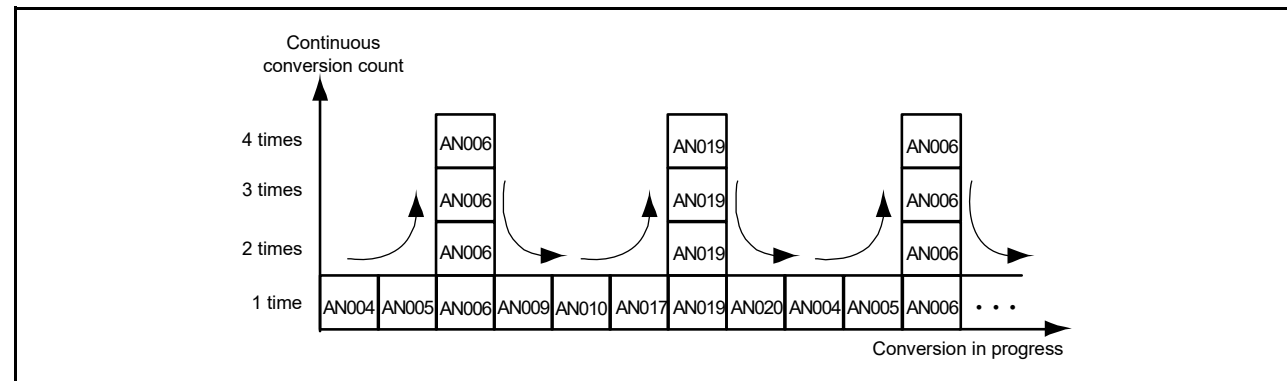 Continuous
conversion count
4 times
AN006
AN019
AN006
3 times
AN006
AN019
AN006
2 times
AN006
AN019
AN006
1 time
AN004
AN005
AN006
AN009
AN010
AN017
AN019
AN020
AN004
AN005
AN006
• • •
Conversion in progress